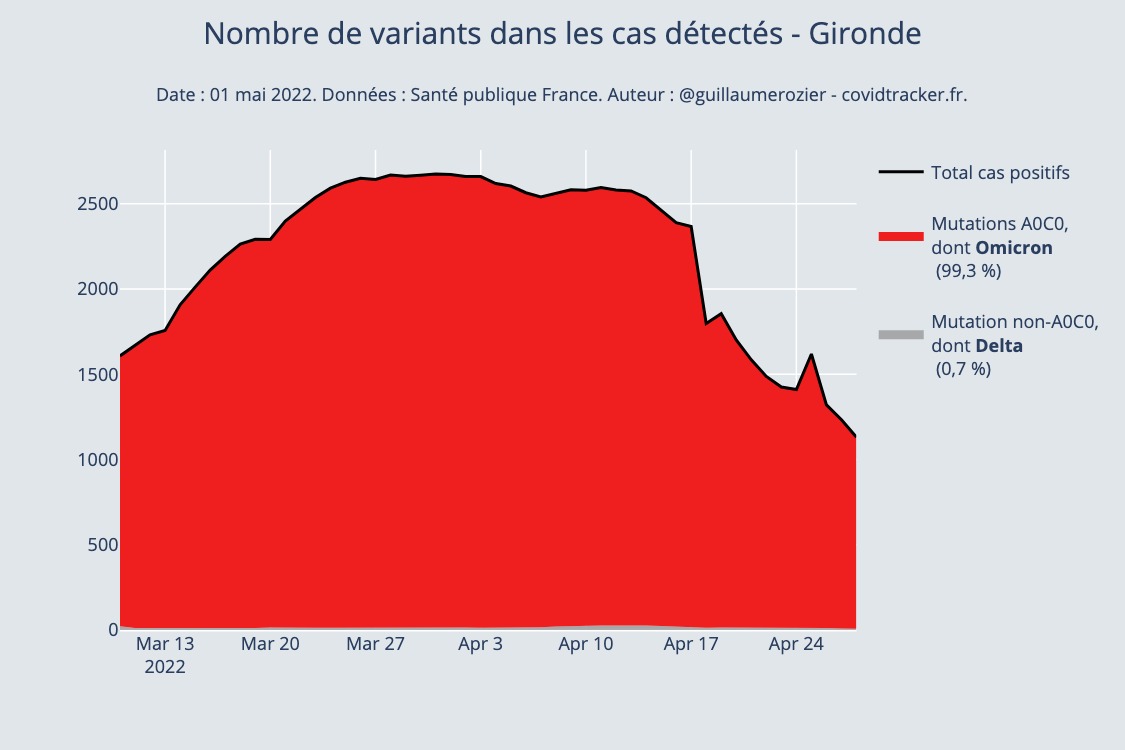 Nombre de variants dans les cas détectés - Gironde
Date : 01 mai 2022. Données : Santé publique France. Auteur : @guillaumerozier - covidtracker.fr.
Total cas positifs
Mutations A0C0,
dont Omicron
(99,3 %)
Mutation non-A0C0,
dont Delta
(0,7 %)
2500
2000
1500
1000
500
0
Mar 13
2022
Mar 20
Mar 27
Apr 3
Apr 10
Apr 17
Apr 24